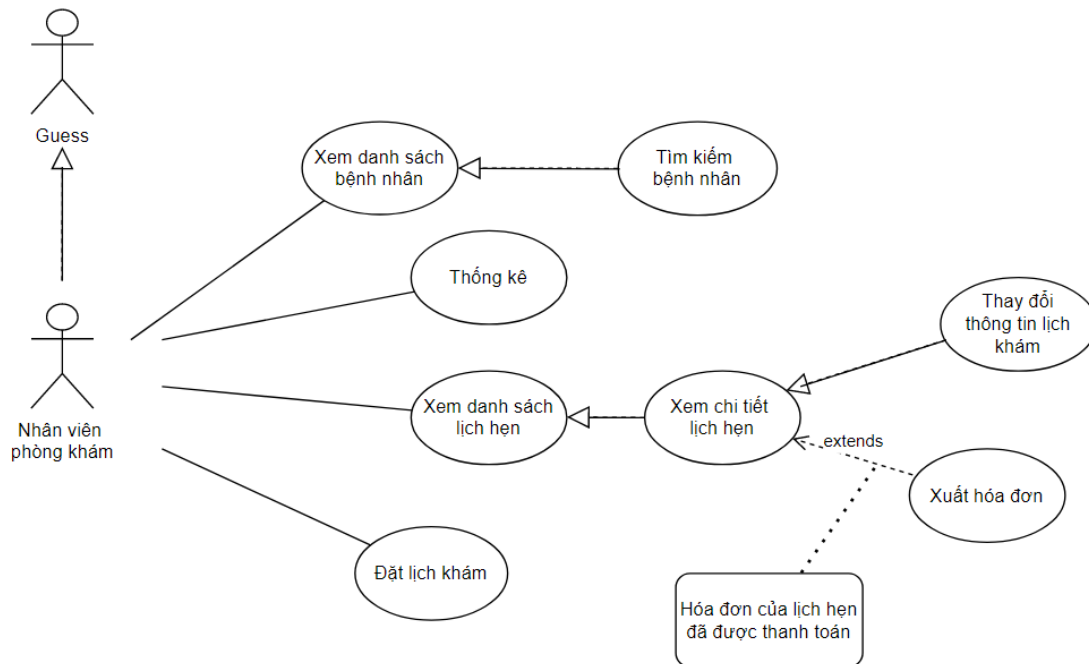 Guess
Xem danh sách
bệnh nhân
Tìm kiếm
bệnh nhân
Thống kê
Thay đổi
thông tin lịch
khám
Nhân viên
phòng khám
Xem danh sách
lịch hẹn
Xem chi tiết
lịch hẹn
extends
Xuất hóa đơn
Đặt lịch khám
Hóa đơn của lịch hẹn
đã được thanh toán